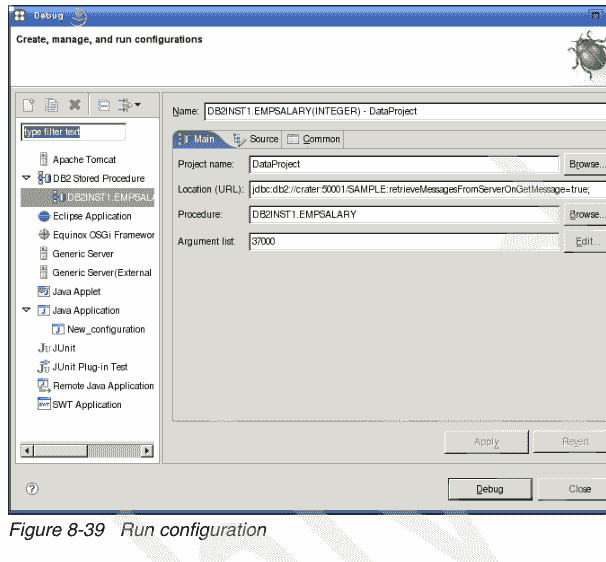 Debug
Create, manage, and run configurations
Name: DB2INST1.EMPSALARY(INTEGER) - DataProject
type filter text
Main Source Common
Apache Tomcat
DB2 Stored Procedure
DB2INST1.EMPSALA
Eclipse Application
Equinox OSGi Framewor
Generic Server
Generic Server(External
Java Applet
Java Application
New_configuration
JUnit
JUnit Plug-in Test
Remote Java Application
SWT Application
Project name: DataProject Browse...
Location (URL): jdbc:db2://crater:50001/SAMPLE:retrieveMessagesFromServerOnGetMessage=true;
Procedure: DB2INST1.EMPSALARY Browse...
Argument list: 37000 Edit...
Apply Revert
Debug Close
Figure 8-39 Run configuration